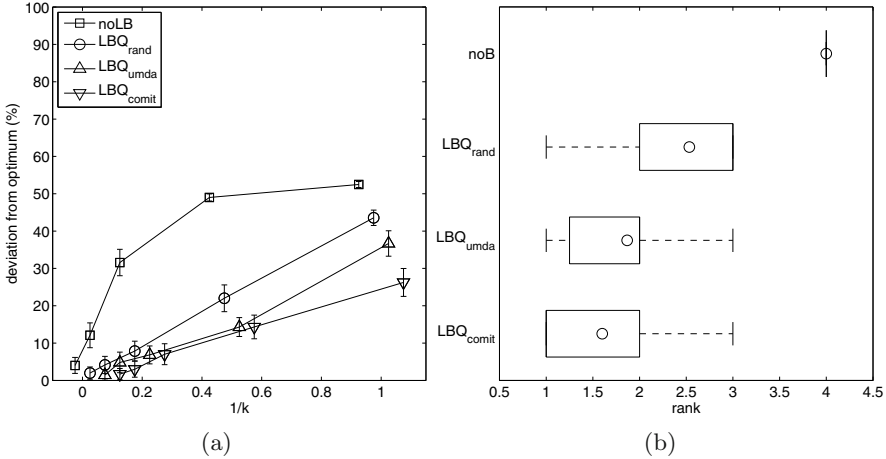 noLB
LBQrand
LBQumda
LBQcomit
deviation from optimum (%)
100
90
80
70
60
50
40
30
20
10
0
0 0.2 0.4 0.6 0.8 1
1/k
(a)
noB
LBQrand
LBQumda
LBQcomit
0.5 1 1.5 2 2.5 3 3.5 4 4.5
rank
(b)